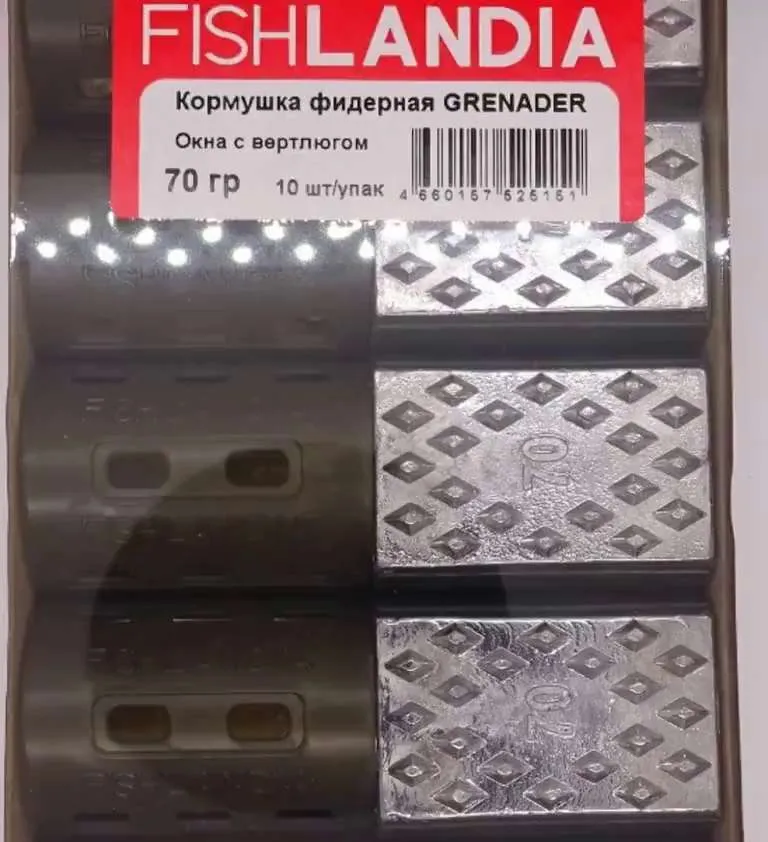 FISHLANDIA
Кормушка фидерная GRENADER
Окна с вертлюгом
70 гр 10 шт/упак 4 660157 525151
70
70